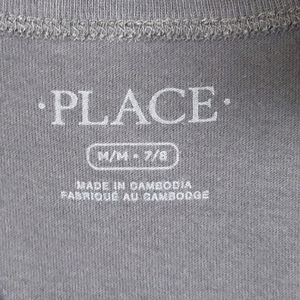 · PLACE ·
M/M · 7/8
MADE IN CAMBODIA
FABRIQUÉ AU CAMBODGE